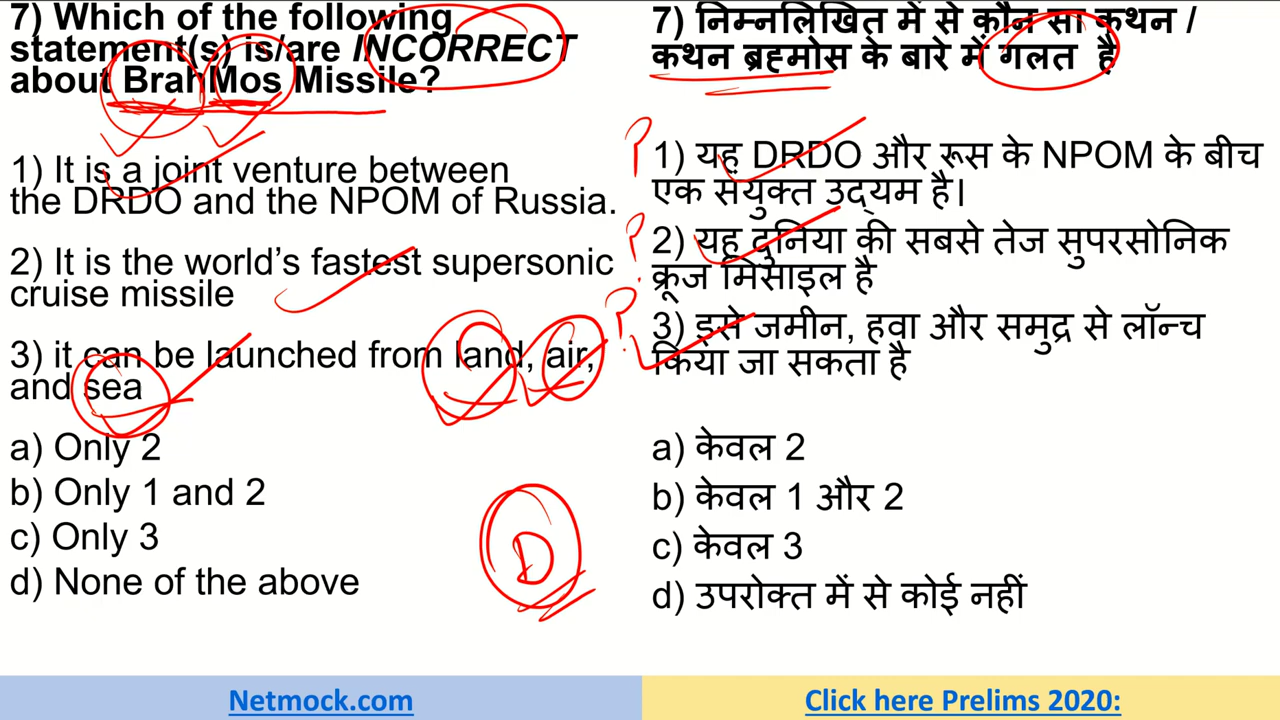 7) Which of the following
statement(s) is/are INCORRECT
about BrahMos Missile?
1) It is a joint venture between
the DRDO and the NPOM of Russia.
2) It is the world's fastest supersonic
cruise missile
3) it can be launched from land, air,
and sea
a) Only 2
b) Only 1 and 2
c) Only 3
d) None of the above
D
7) निम्नलिखित में से कौन सा कथन /
कथन ब्रह्मोस के बारे में गलत है
?
1) यह DRDO और रूस के NPOM के बीच
एक संयुक्त उद्यम है।
?
2) यह दुनिया की सबसे तेज सुपरसोनिक
क्रूज मिसाइल है
?
3) इसे जमीन, हवा और समुद्र से लॉन्च
किया जा सकता है
a) केवल 2
b) केवल 1 और 2
c) केवल 3
d) उपरोक्त में से कोई नहीं
Netmock.com
Click here Prelims 2020: